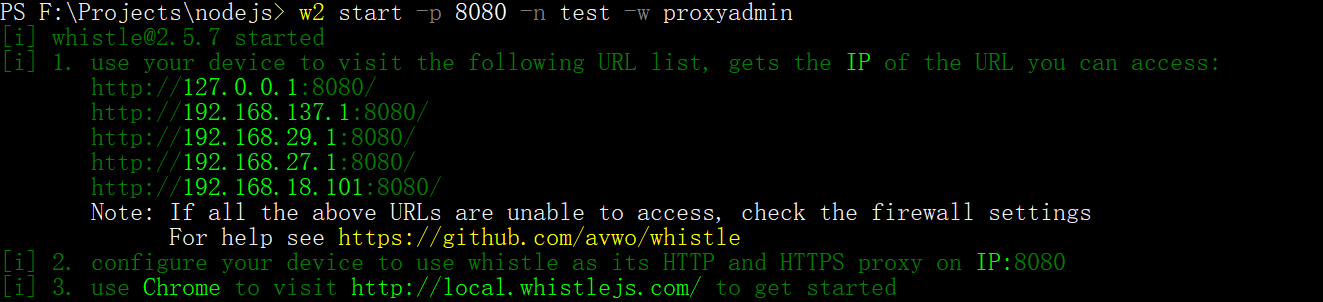 PS F:\Projects\nodejs> w2 start -p 8080 -n test -w proxyadmin
[i] whistle@2.5.7 started
[i] 1. use your device to visit the following URL list, gets the IP of the URL you can access:
http://127.0.0.1:8080/
http://192.168.137.1:8080/
http://192.168.29.1:8080/
http://192.168.27.1:8080/
http://192.168.18.101:8080/
Note: If all the above URLs are unable to access, check the firewall settings
For help see https://github.com/avwo/whistle
[i] 2. configure your device to use whistle as its HTTP and HTTPS proxy on IP:8080
[i] 3. use Chrome to visit http://local.whistlejs.com/ to get started